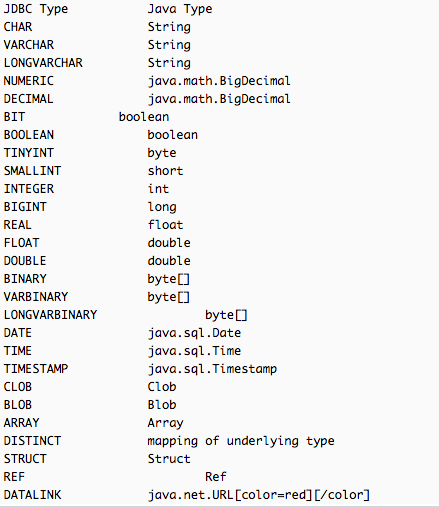 JDBC Type Java Type
CHAR String
VARCHAR String
LONGVARCHAR String
NUMERIC java.math.BigDecimal
DECIMAL java.math.BigDecimal
BIT boolean
BOOLEAN boolean
TINYINT byte
SMALLINT short
INTEGER int
BIGINT long
REAL float
FLOAT double
DOUBLE double
BINARY byte[]
VARBINARY byte[]
LONGVARBINARY byte[]
DATE java.sql.Date
TIME java.sql.Time
TIMESTAMP java.sql.Timestamp
CLOB Clob
BLOB Blob
ARRAY Array
DISTINCT mapping of underlying type
STRUCT Struct
REF Ref
DATALINK java.net.URL[color=red][/color]